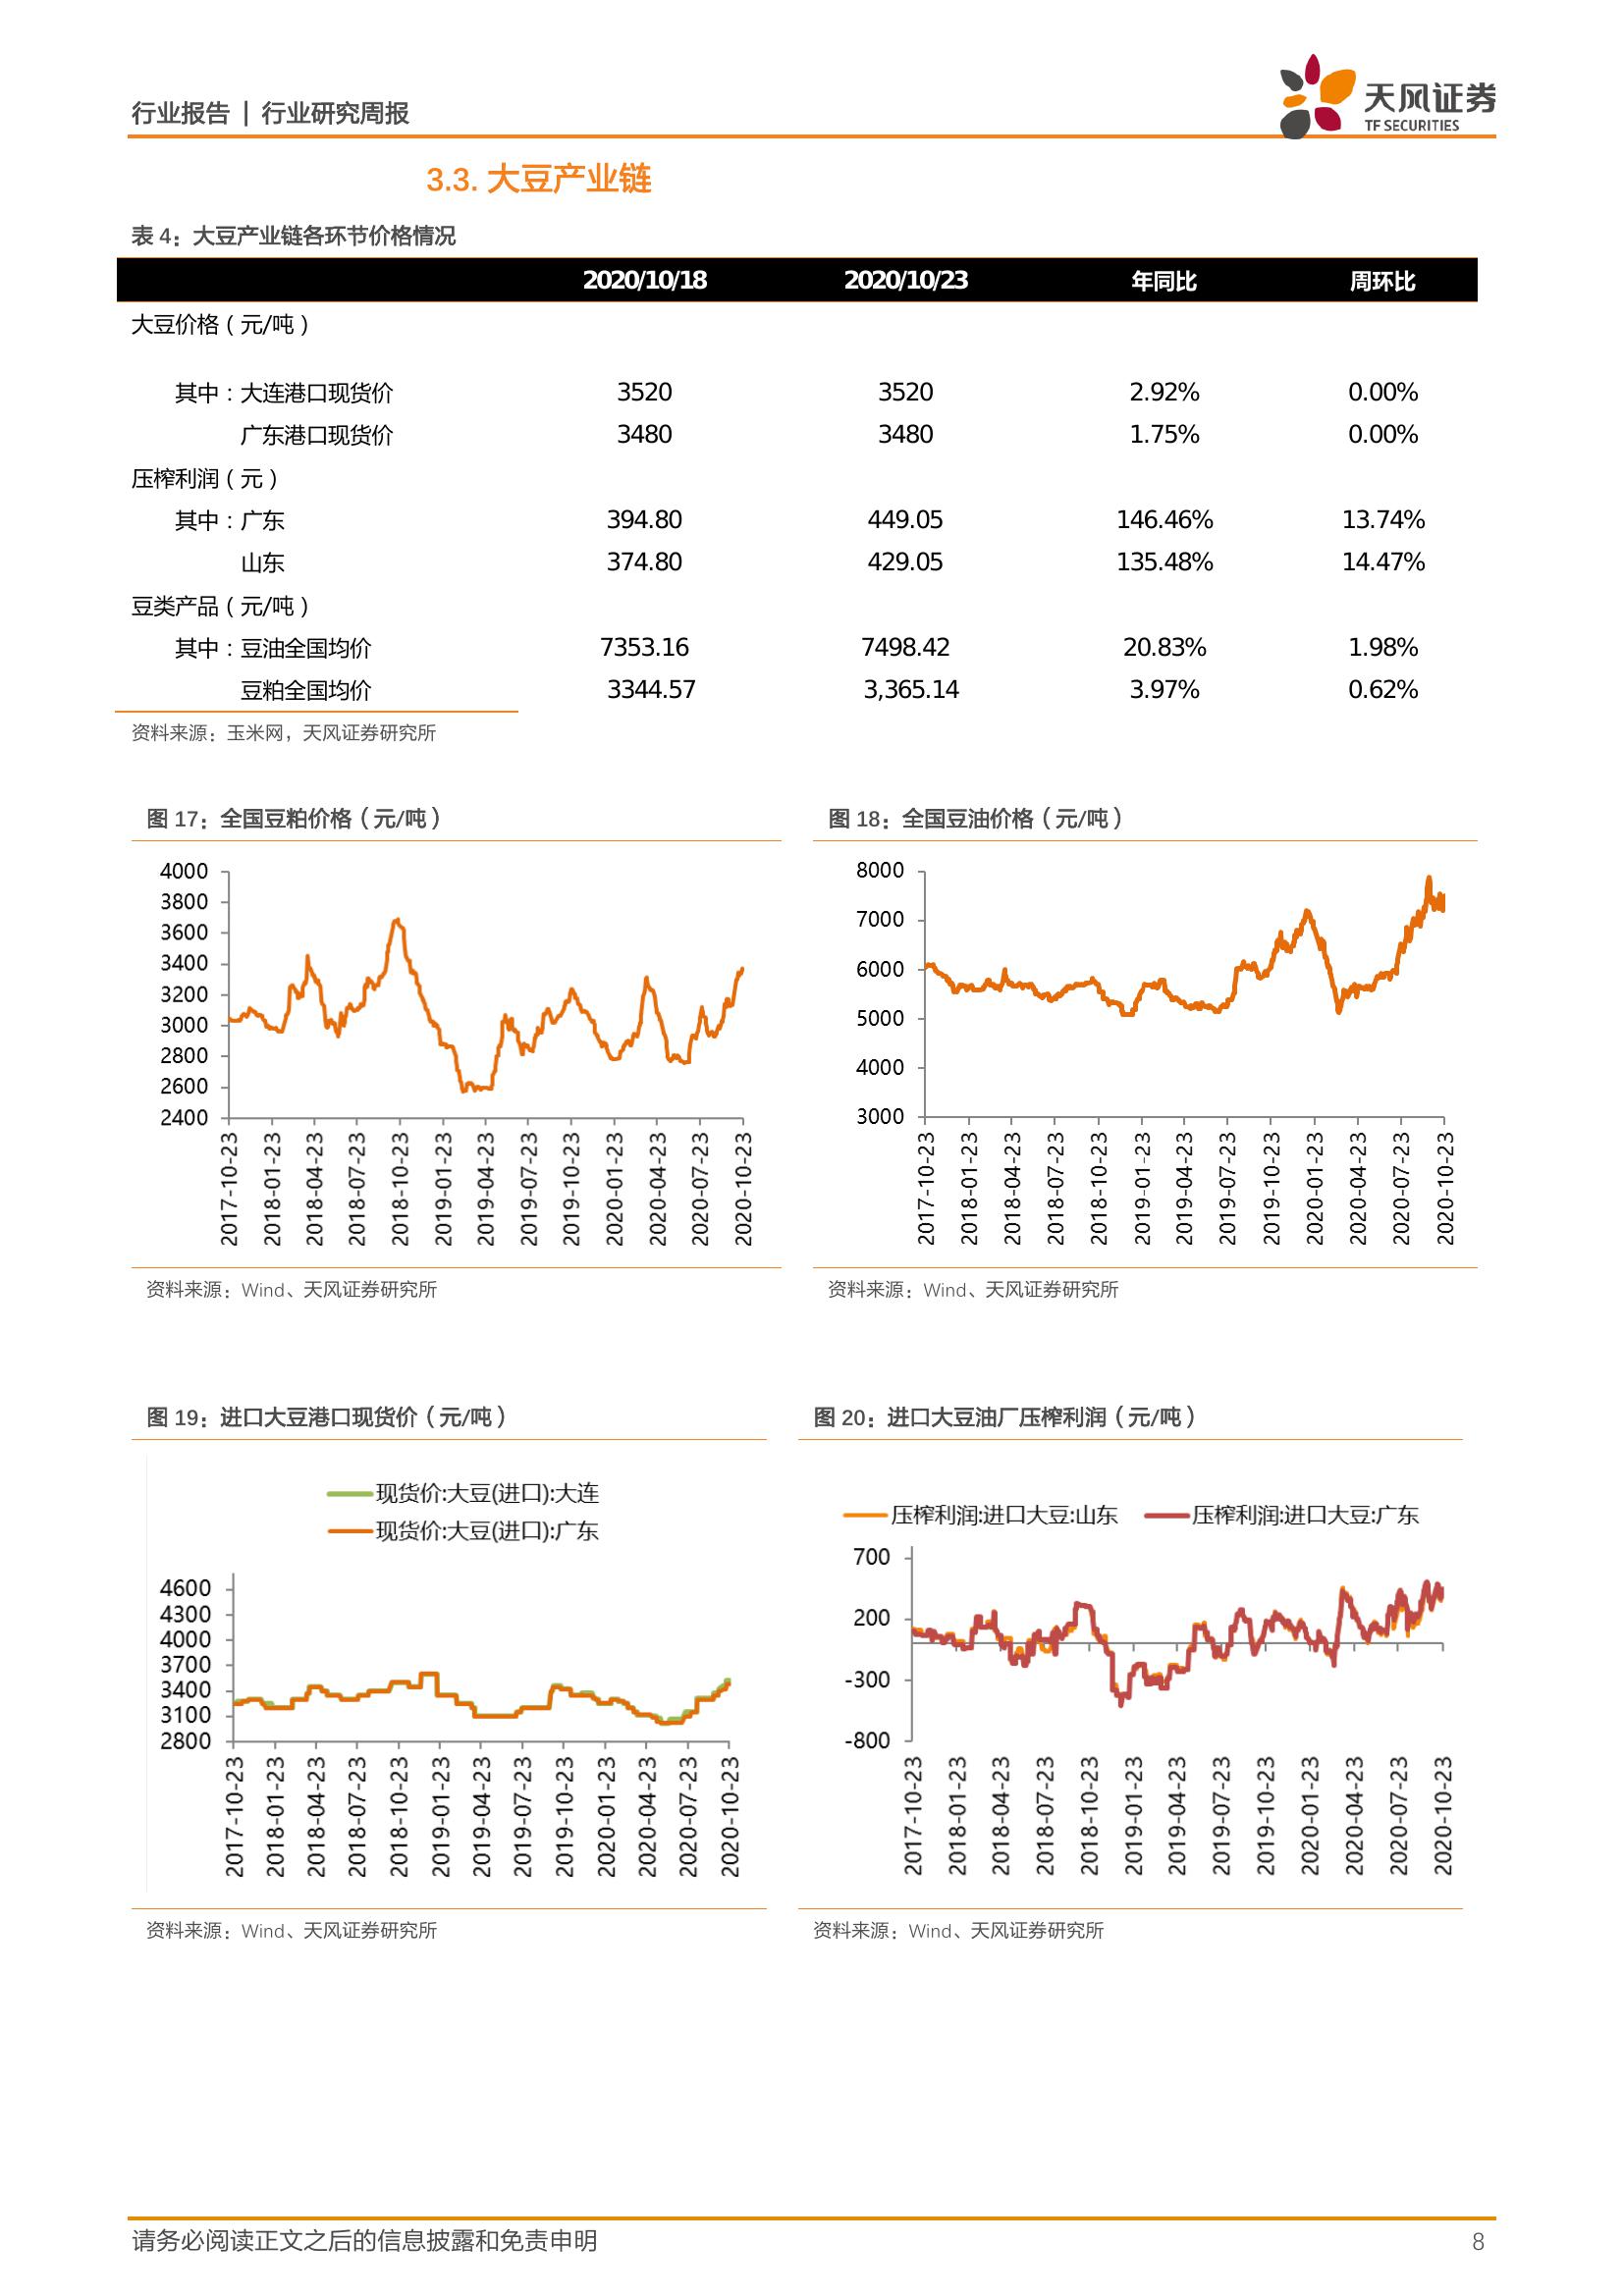 行业报告 | 行业研究周报
天风证券
TF SECURITIES
3.3. 大豆产业链
表 4：大豆产业链各环节价格情况
2020/10/18 2020/10/23 年同比 周环比
大豆价格（元/吨）
其中：大连港口现货价 3520 3520 2.92% 0.00%
广东港口现货价 3480 3480 1.75% 0.00%
压榨利润（元）
其中：广东 394.80 449.05 146.46% 13.74%
山东 374.80 429.05 135.48% 14.47%
豆类产品（元/吨）
其中：豆油全国均价 7353.16 7498.42 20.83% 1.98%
豆粕全国均价 3344.57 3,365.14 3.97% 0.62%
资料来源：玉米网，天风证券研究所
图 17：全国豆粕价格（元/吨）
4000
3800
3600
3400
3200
3000
2800
2600
2400
2017-10-23
2018-01-23
2018-04-23
2018-07-23
2018-10-23
2019-01-23
2019-04-23
2019-07-23
2019-10-23
2020-01-23
2020-04-23
2020-07-23
2020-10-23
资料来源：Wind、天风证券研究所
图 18：全国豆油价格（元/吨）
8000
7000
6000
5000
4000
3000
2017-10-23
2018-01-23
2018-04-23
2018-07-23
2018-10-23
2019-01-23
2019-04-23
2019-07-23
2019-10-23
2020-01-23
2020-04-23
2020-07-23
2020-10-23
资料来源：Wind、天风证券研究所
图 19：进口大豆港口现货价（元/吨）
现货价:大豆(进口):大连
现货价:大豆(进口):广东
4600
4300
4000
3700
3400
3100
2800
2017-10-23
2018-01-23
2018-04-23
2018-07-23
2018-10-23
2019-01-23
2019-04-23
2019-07-23
2019-10-23
2020-01-23
2020-04-23
2020-07-23
2020-10-23
资料来源：Wind、天风证券研究所
图 20：进口大豆油厂压榨利润（元/吨）
压榨利润:进口大豆:山东 压榨利润:进口大豆:广东
700
200
-300
-800
2017-10-23
2018-01-23
2018-04-23
2018-07-23
2018-10-23
2019-01-23
2019-04-23
2019-07-23
2019-10-23
2020-01-23
2020-04-23
2020-07-23
2020-10-23
资料来源：Wind、天风证券研究所
请务必阅读正文之后的信息披露和免责申明 8